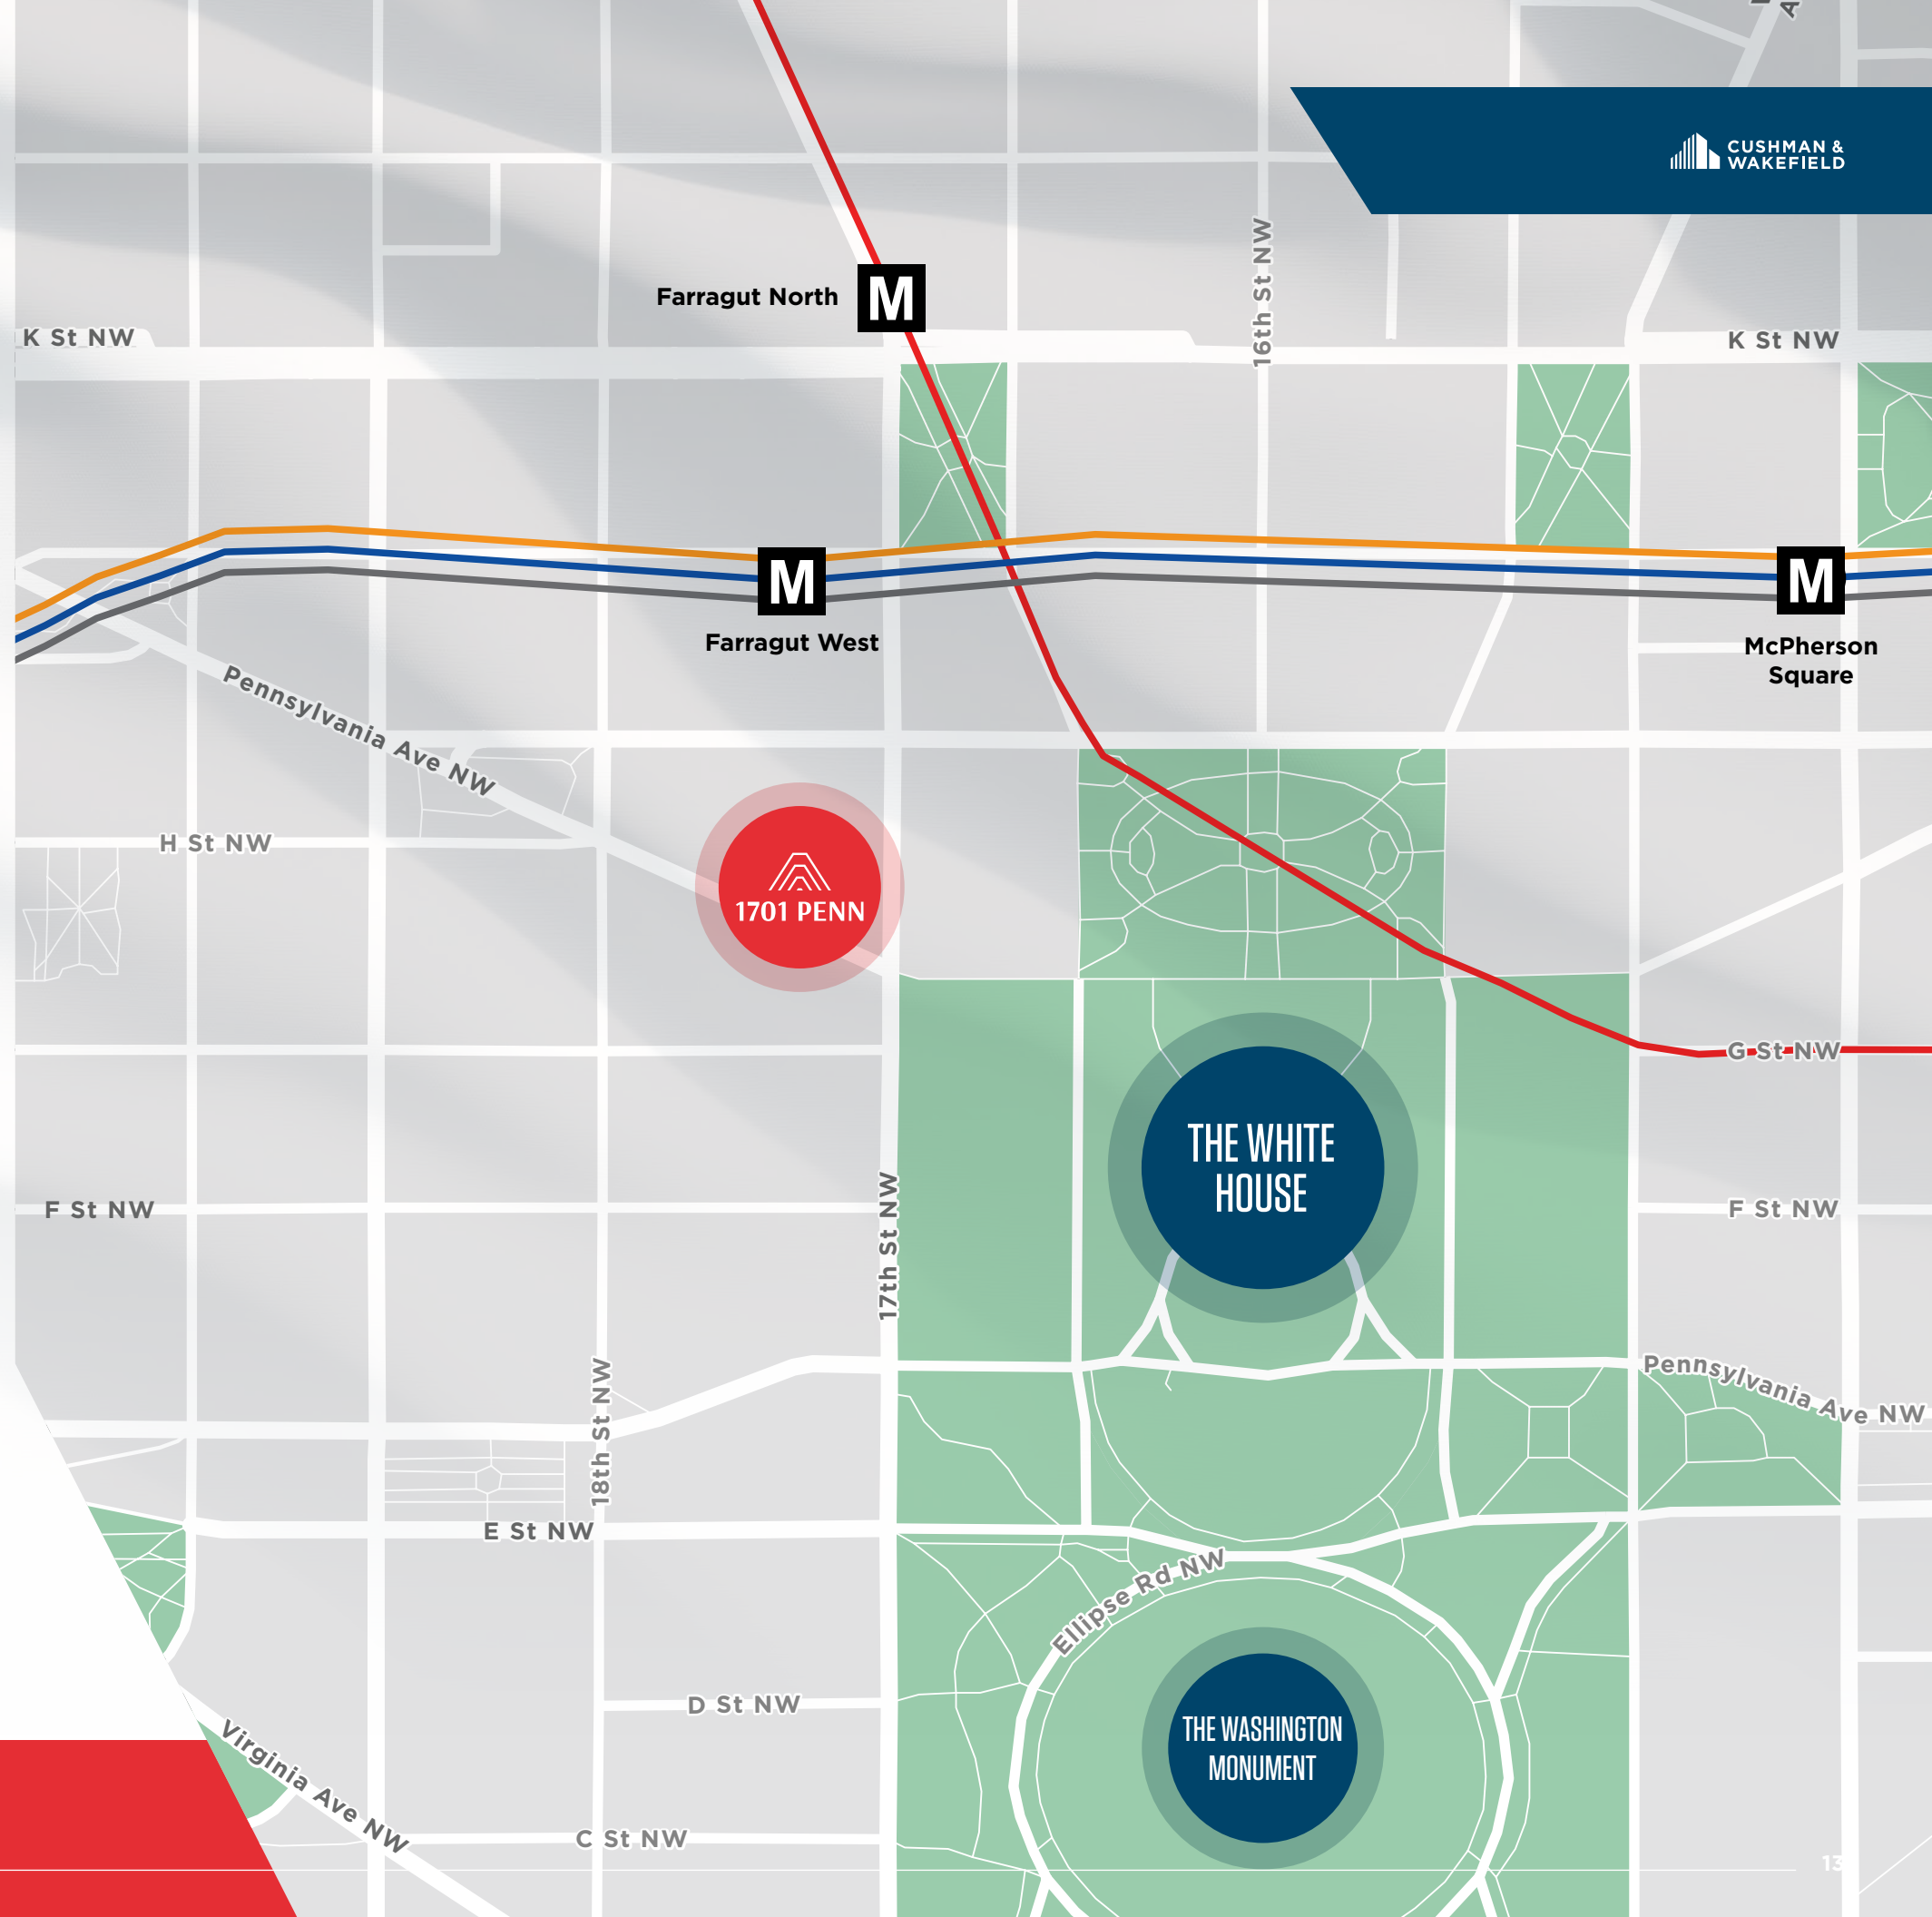 CUSHMAN &
WAKEFIELD
16th St NW
Farragut North
M
K St NW
K St NW
M
M
Farragut West
McPherson
Square
Pennsylvania Ave NW
H St NW
1701 PENN
G St NW
THE WHITE
HOUSE
F St NW
F St NW
17th St NW
Pennsylvania Ave NW
18th St NW
E St NW
Ellipse Rd NW
D St NW
THE WASHINGTON
MONUMENT
Virginia Ave NW
C St NW
13